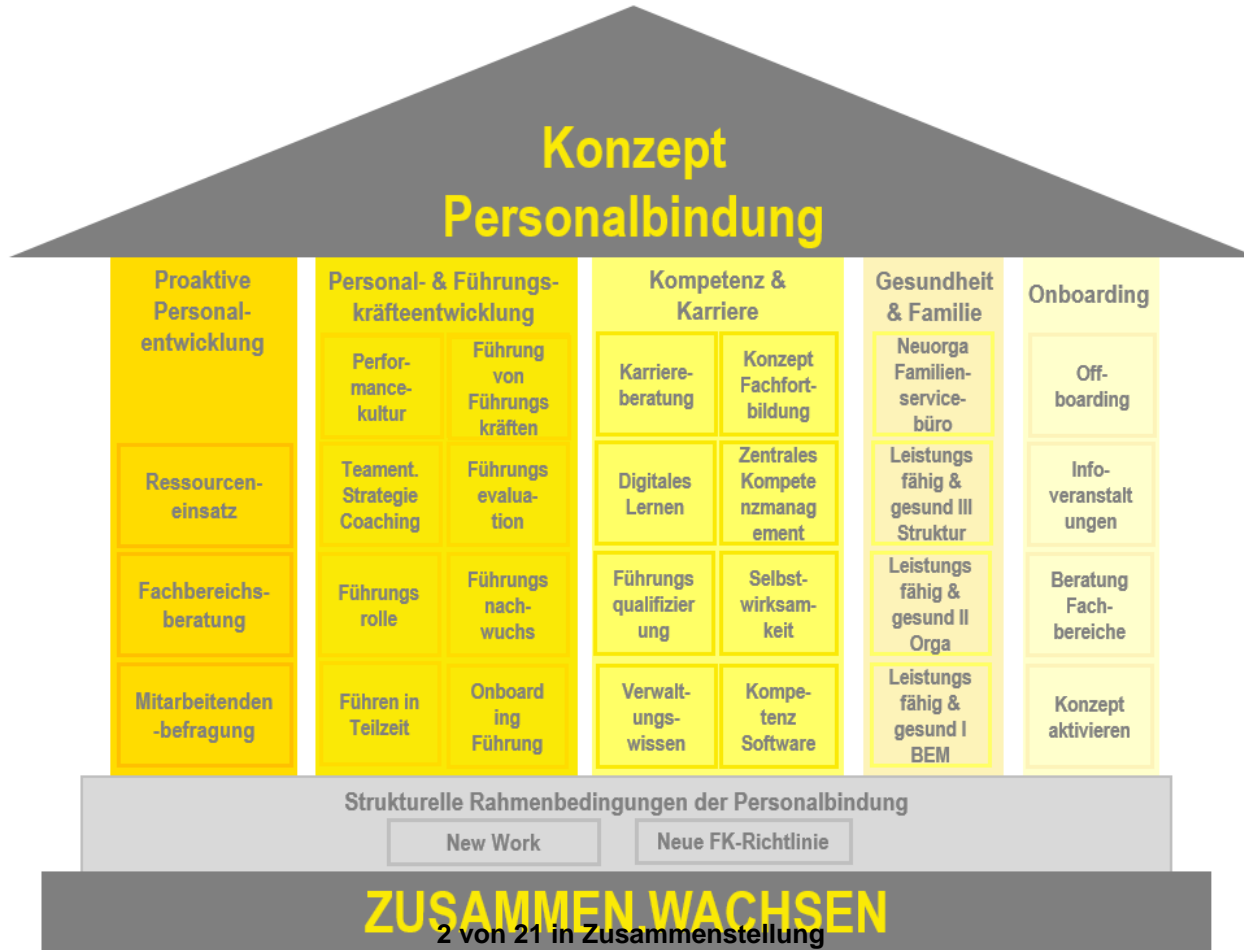 Konzept
Personalbindung
Proaktive
Personal-
entwicklung
Ressourcen-
einsatz
Fachbereichs-
beratung
Mitarbeitenden
-befragung
Personal- & Führungs-
kräfteentwicklung
Perfor-
mance-
kultur
Führung
von
Führungs
kräften
Teament.
Strategie
Coaching
Führungs
evalua-
tion
Führungs
rolle
Führungs
nach-
wuchs
Führen in
Teilzeit
Onboard
ing
Führung
Kompetenz &
Karriere
Karriere-
beratung
Konzept
Fachfort-
bildung
Digitales
Lernen
Zentrales
Kompete
nzmanag
ement
Führungs
qualifizier
ung
Selbst-
wirksam-
keit
Verwalt-
ungs-
wissen
Kompe-
tenz
Software
Gesundheit
& Familie
Neuorga
Familien-
service-
büro
Leistungs
fähig &
gesund III
Struktur
Leistungs
fähig &
gesund II
Orga
Leistungs
fähig &
gesund I
BEM
Onboarding
Off-
boarding
Info-
veranstalt
ungen
Beratung
Fach-
bereiche
Konzept
aktivieren
Strukturelle Rahmenbedingungen der Personalbindung
New Work
Neue FK-Richtlinie
ZUSAMMEN.WACHSEN
2 von 21 in Zusammenstellung